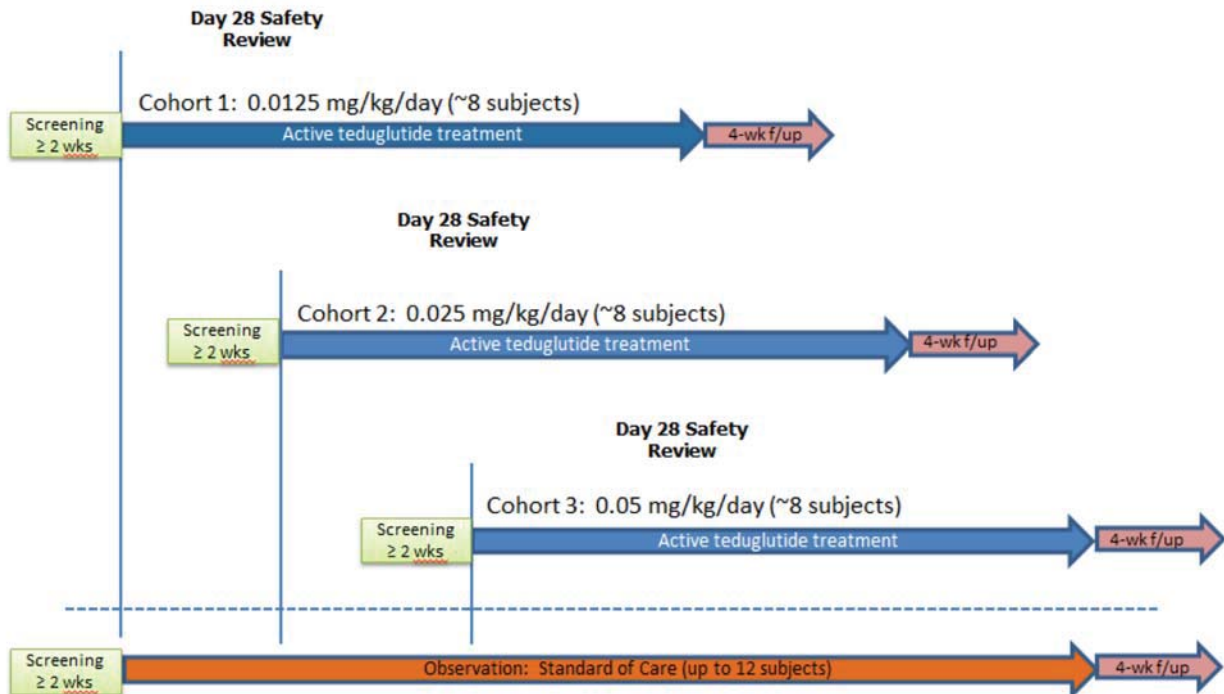 Day 28 Safety
Review
Cohort 1: 0.0125 mg/kg/day (~8 subjects)
Screening
≥ 2 wks
Active teduglutide treatment
4-wk f/up
Day 28 Safety
Review
Cohort 2: 0.025 mg/kg/day (~8 subjects)
Screening
≥ 2 wks
Active teduglutide treatment
4-wk f/up
Day 28 Safety
Review
Cohort 3: 0.05 mg/kg/day (~8 subjects)
Screening
≥ 2 wks
Active teduglutide treatment
4-wk f/up
Screening
≥ 2 wks
Observation: Standard of Care (up to 12 subjects)
4-wk f/up